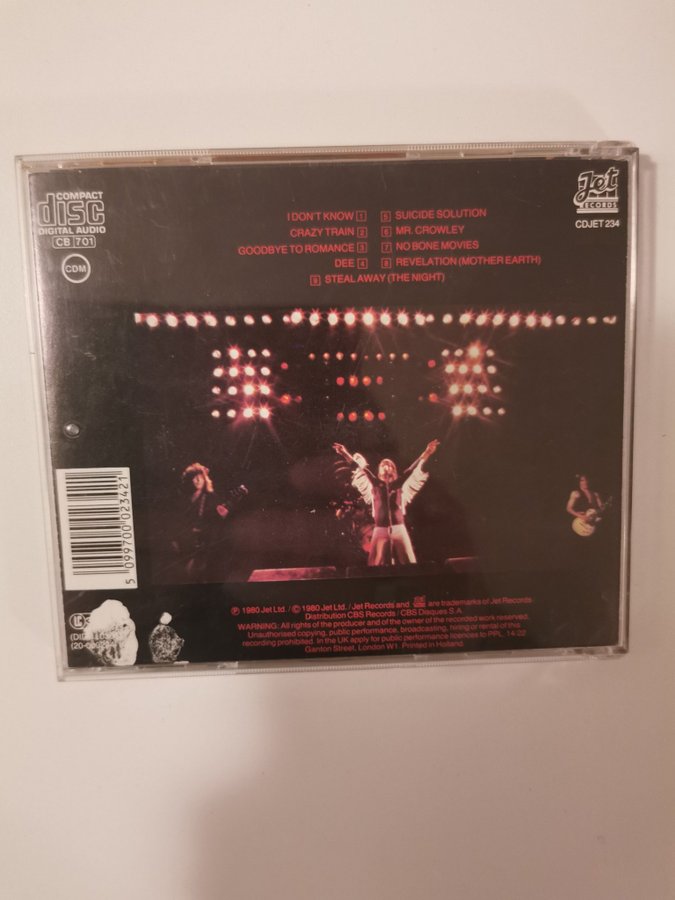 COMPACT
disc
DIGITAL AUDIO
CB 701
CDM
Jet
RECORDS
CDJET 234
I DON'T KNOW 1
CRAZY TRAIN 2
GOODBYE TO ROMANCE 3
DEE 4
5 SUICIDE SOLUTION
6 MR. CROWLEY
7 NO BONE MOVIES
8 REVELATION (MOTHER EARTH)
9 STEAL AWAY (THE NIGHT)
5 099700 023421
℗ 1980 Jet Ltd. / © 1980 Jet Ltd. / Jet Records and Jet are trademarks of Jet Records
Distribution CBS Records / CBS Disques S.A.
WARNING: All rights of the producer and of the owner of the recorded work reserved.
Unauthorised copying, public performance, broadcasting, hiring or rental of this
recording prohibited. In the UK apply for public performance licences to PPL, 14-22
Ganton Street, London W1. Printed in Holland